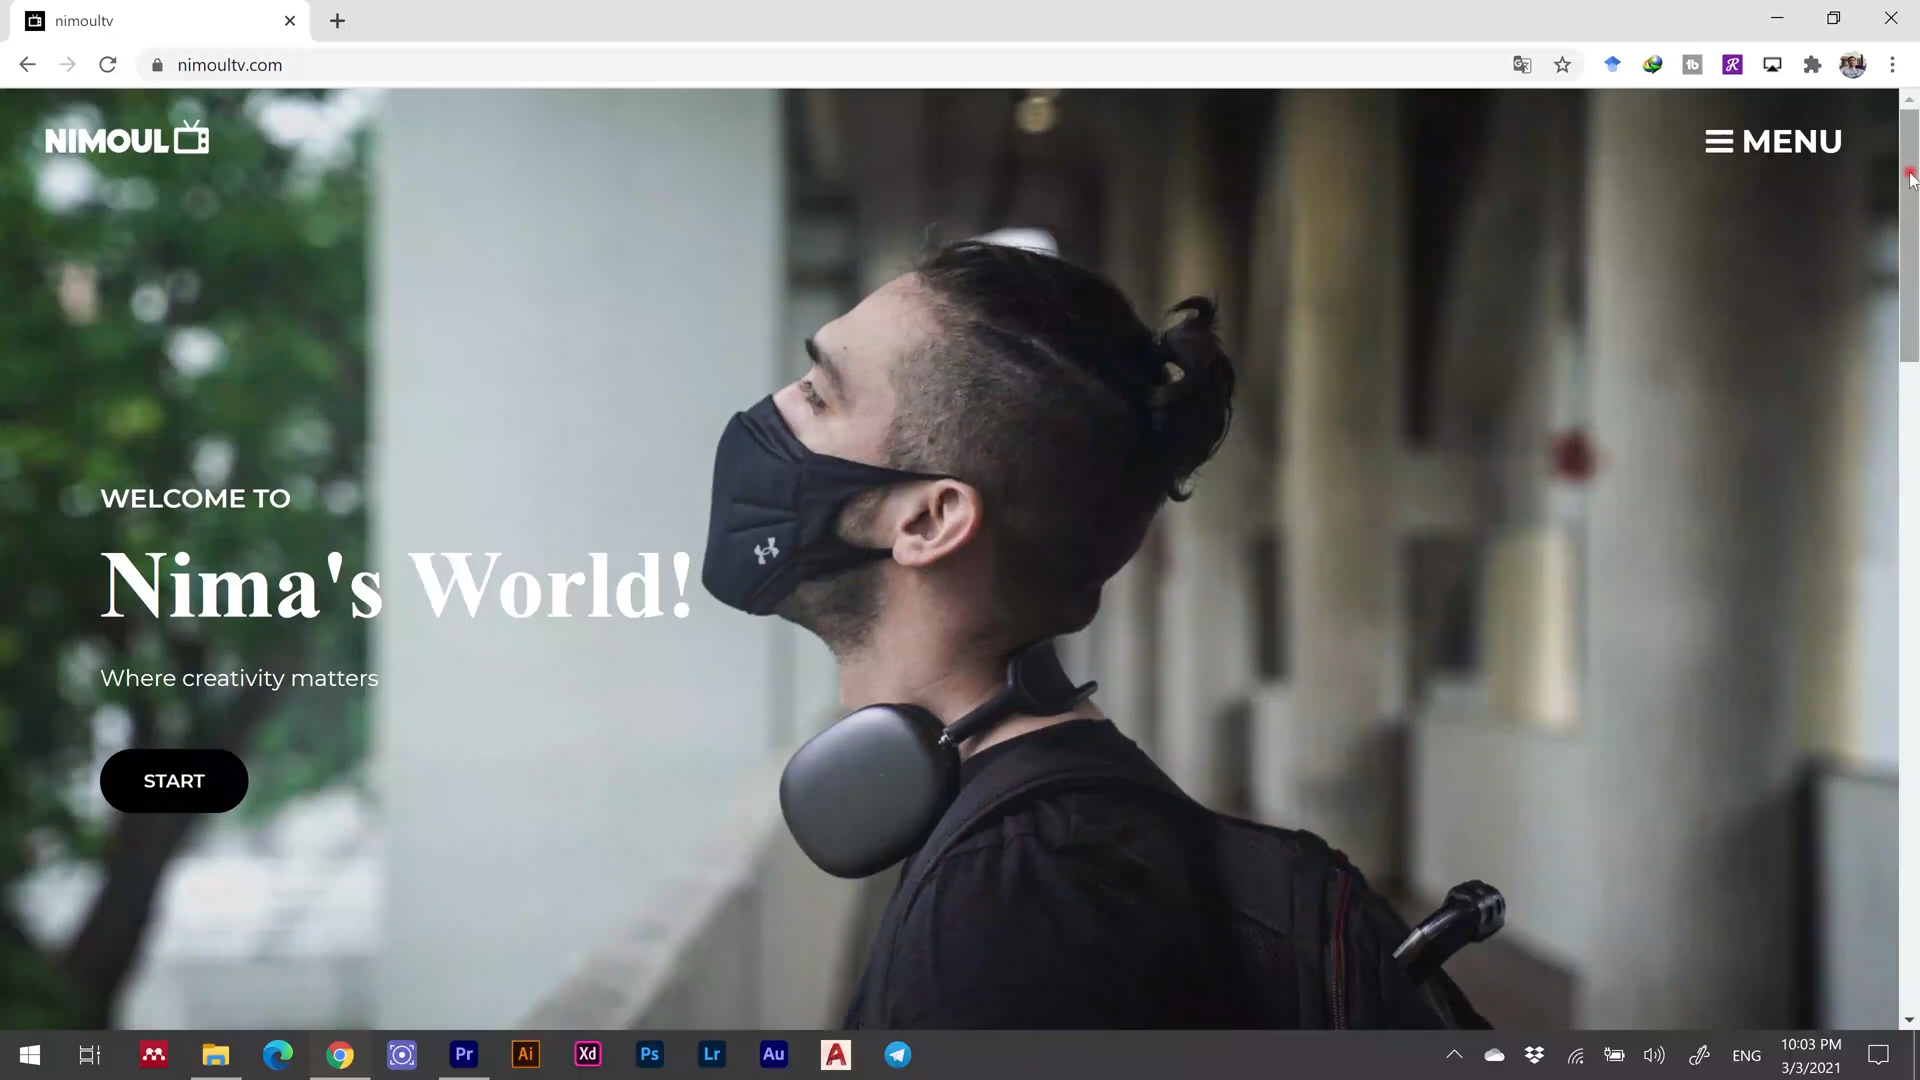 nimoultv
nimoultv.com
NIMOUL
MENU
WELCOME TO
Nima's World!
Where creativity matters
START
Pr
Ai
Xd
Ps
Lr
Au
ENG
10:03 PM
3/3/2021